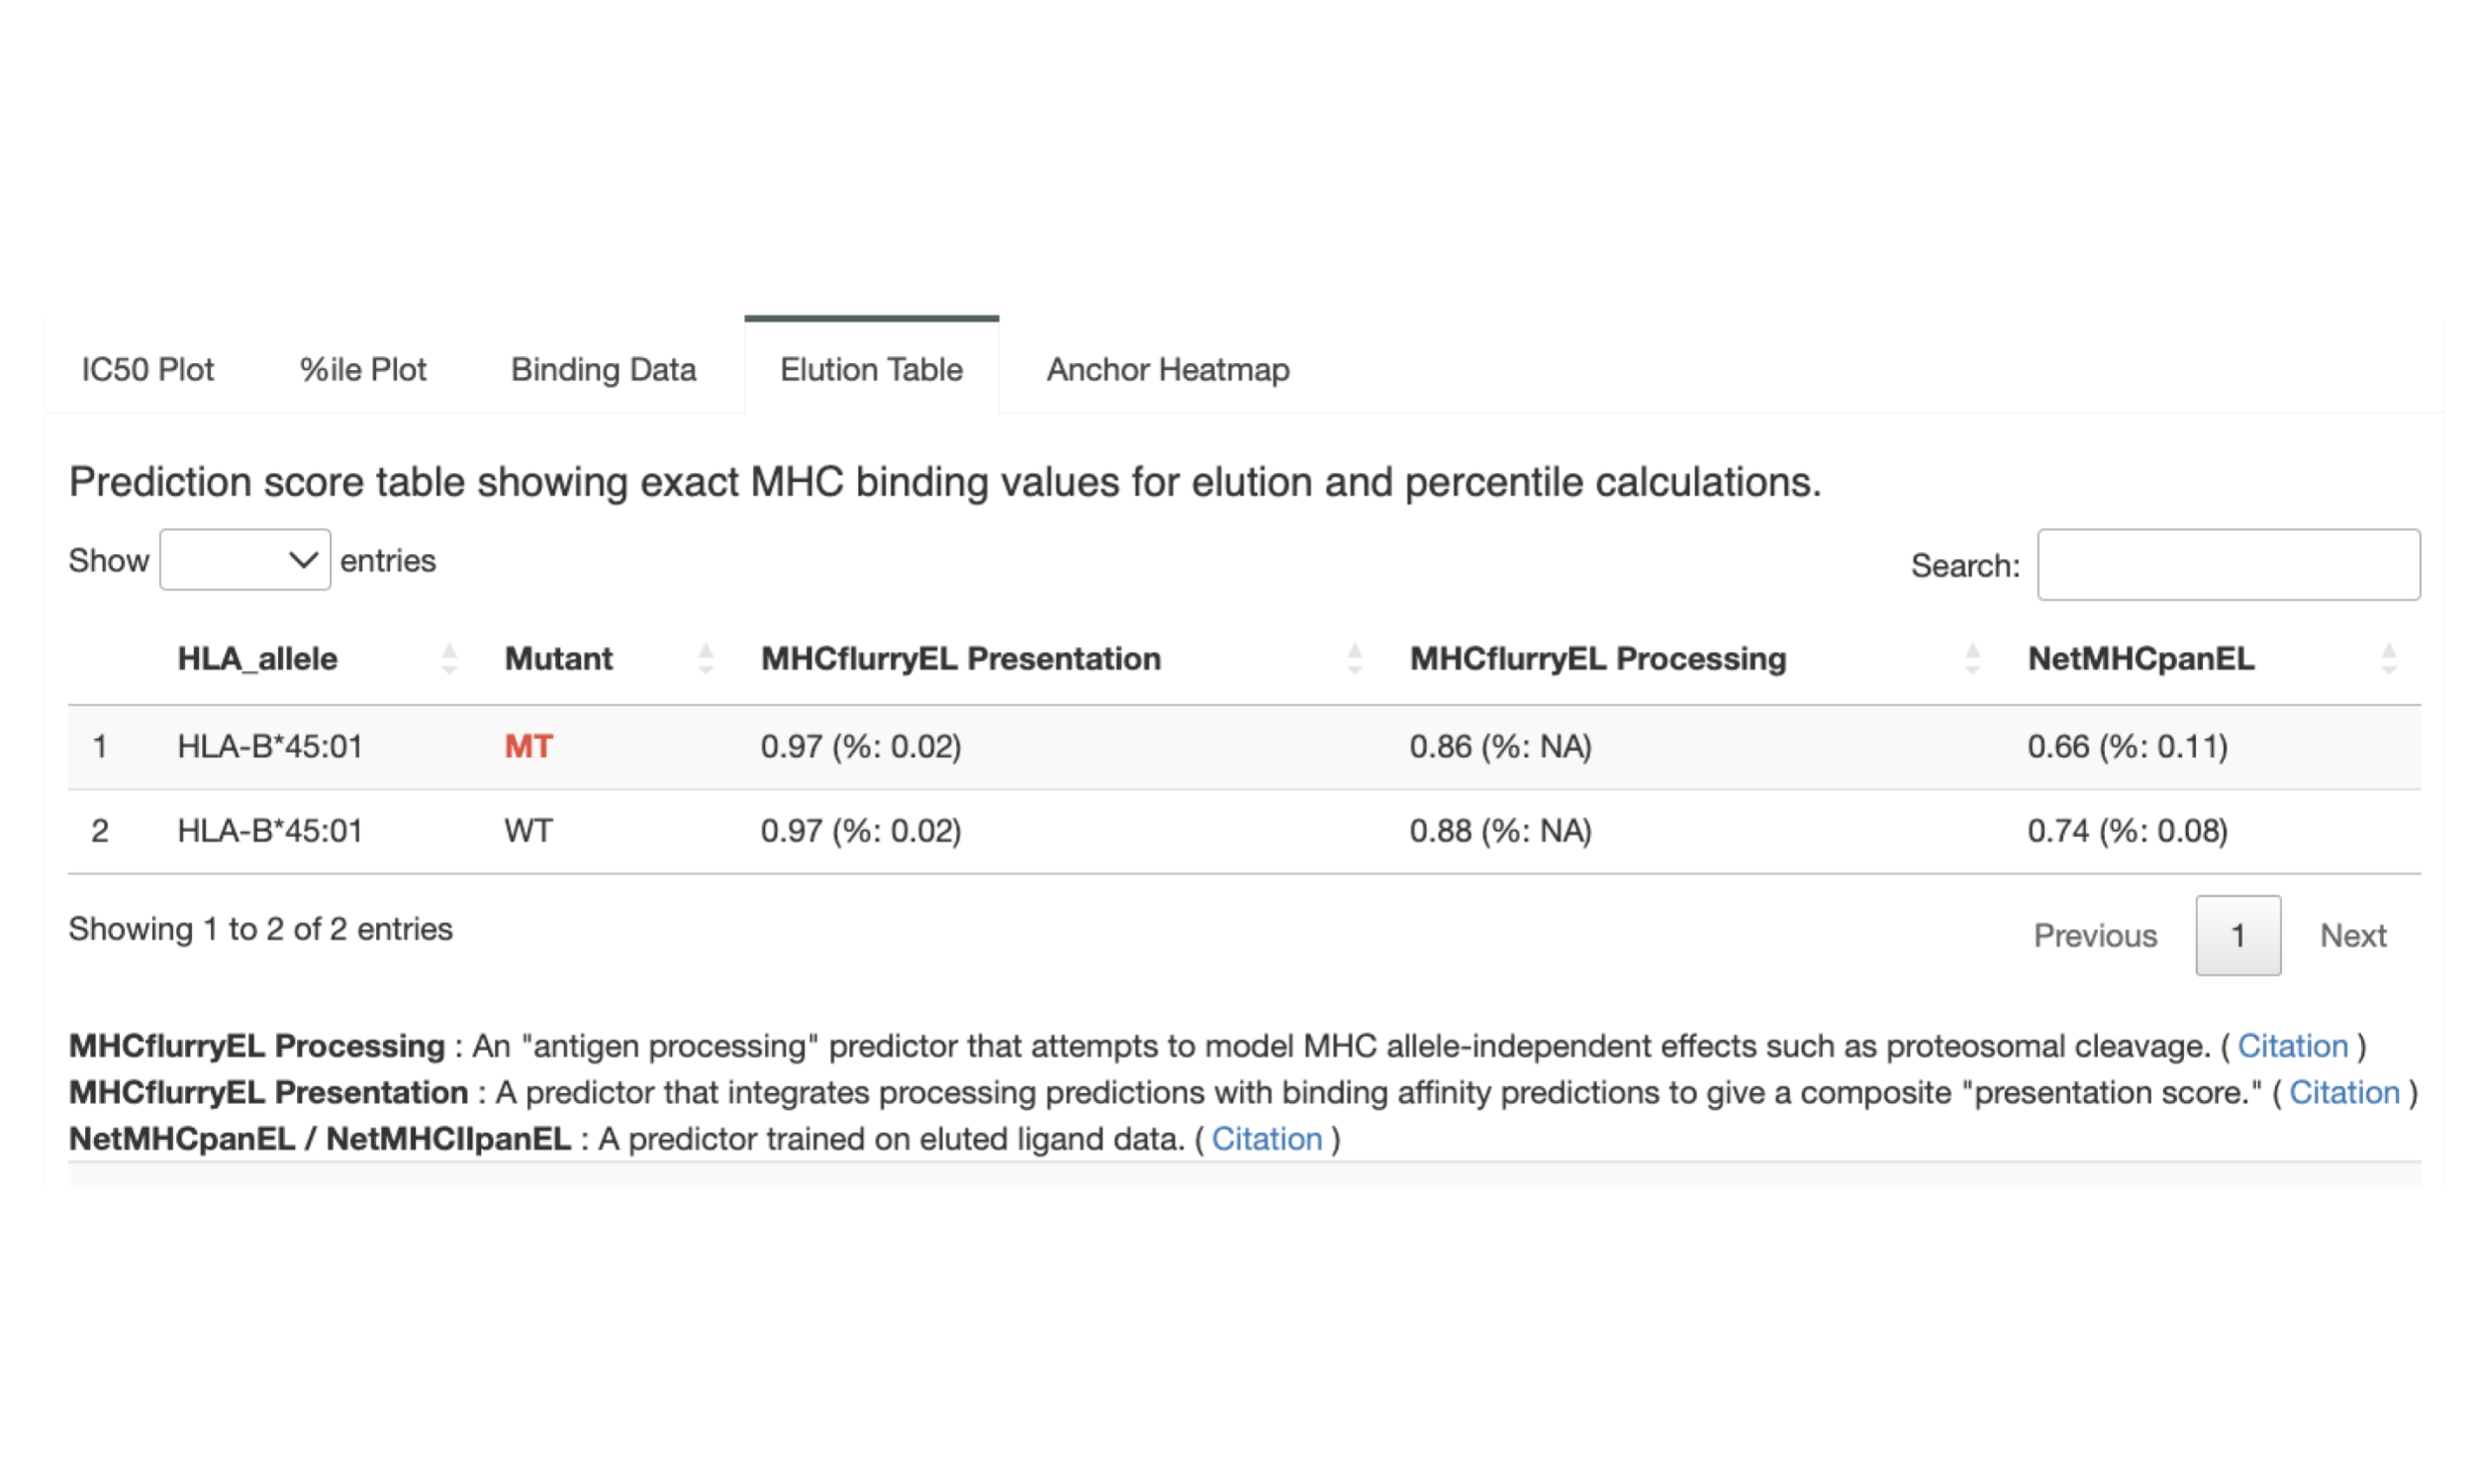 IC50 Plot %ile Plot Binding Data Elution Table Anchor Heatmap
Prediction score table showing exact MHC binding values for elution and percentile calculations.
Show entries Search:
HLA_allele Mutant MHCflurryEL Presentation MHCflurryEL Processing NetMHCpanEL
1 HLA-B*45:01 MT 0.97 (%: 0.02) 0.86 (%: NA) 0.66 (%: 0.11)
2 HLA-B*45:01 WT 0.97 (%: 0.02) 0.88 (%: NA) 0.74 (%: 0.08)
Showing 1 to 2 of 2 entries Previous 1 Next
MHCflurryEL Processing : An "antigen processing" predictor that attempts to model MHC allele-independent effects such as proteosomal cleavage. ( Citation )
MHCflurryEL Presentation : A predictor that integrates processing predictions with binding affinity predictions to give a composite "presentation score." ( Citation )
NetMHCpanEL / NetMHCIIpanEL : A predictor trained on eluted ligand data. ( Citation )